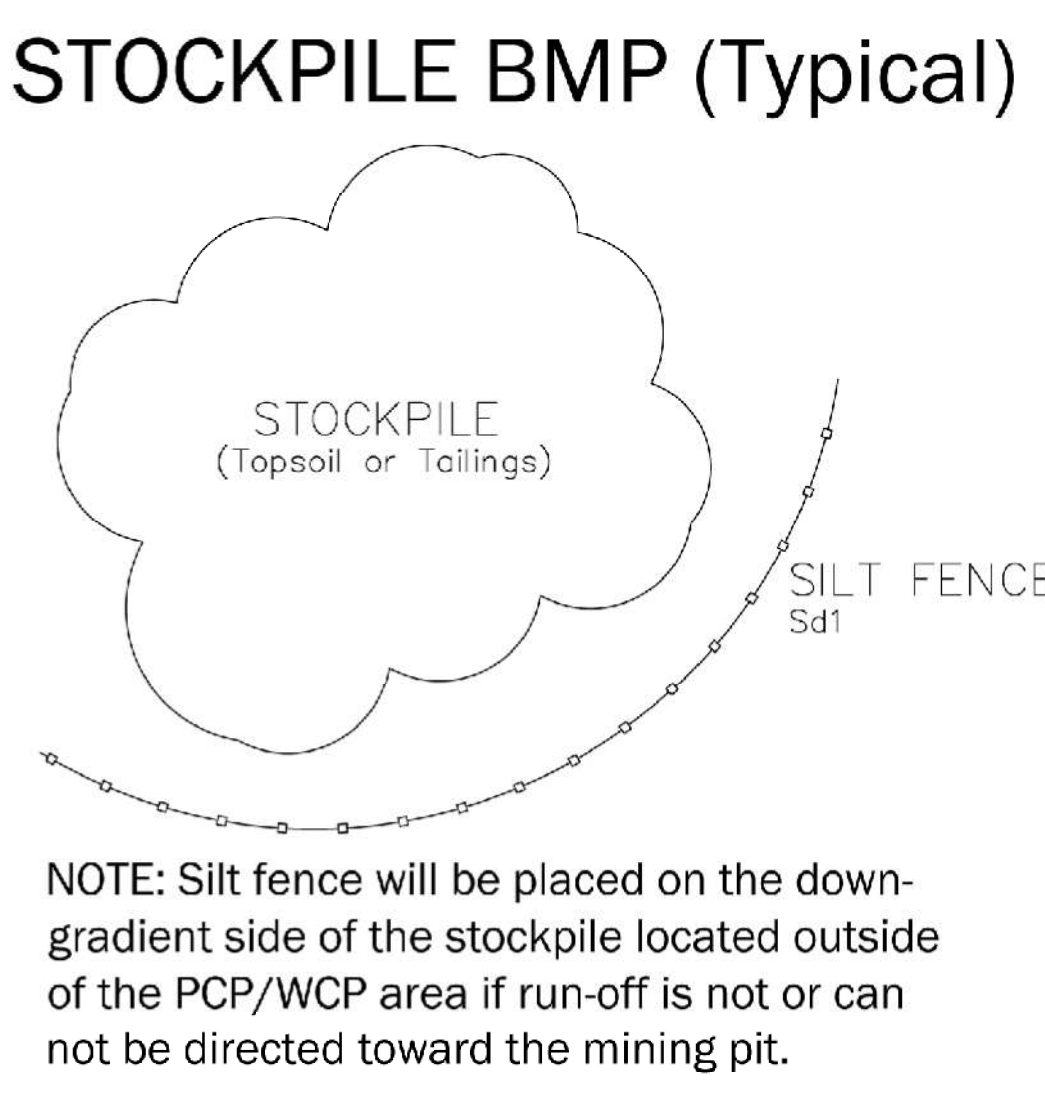 STOCKPILE BMP (Typical)
STOCKPILE
(Topsoil or Tailings)
SILT FENCE
Sd1
NOTE: Silt fence will be placed on the down-
gradient side of the stockpile located outside
of the PCP/WCP area if run-off is not or can
not be directed toward the mining pit.